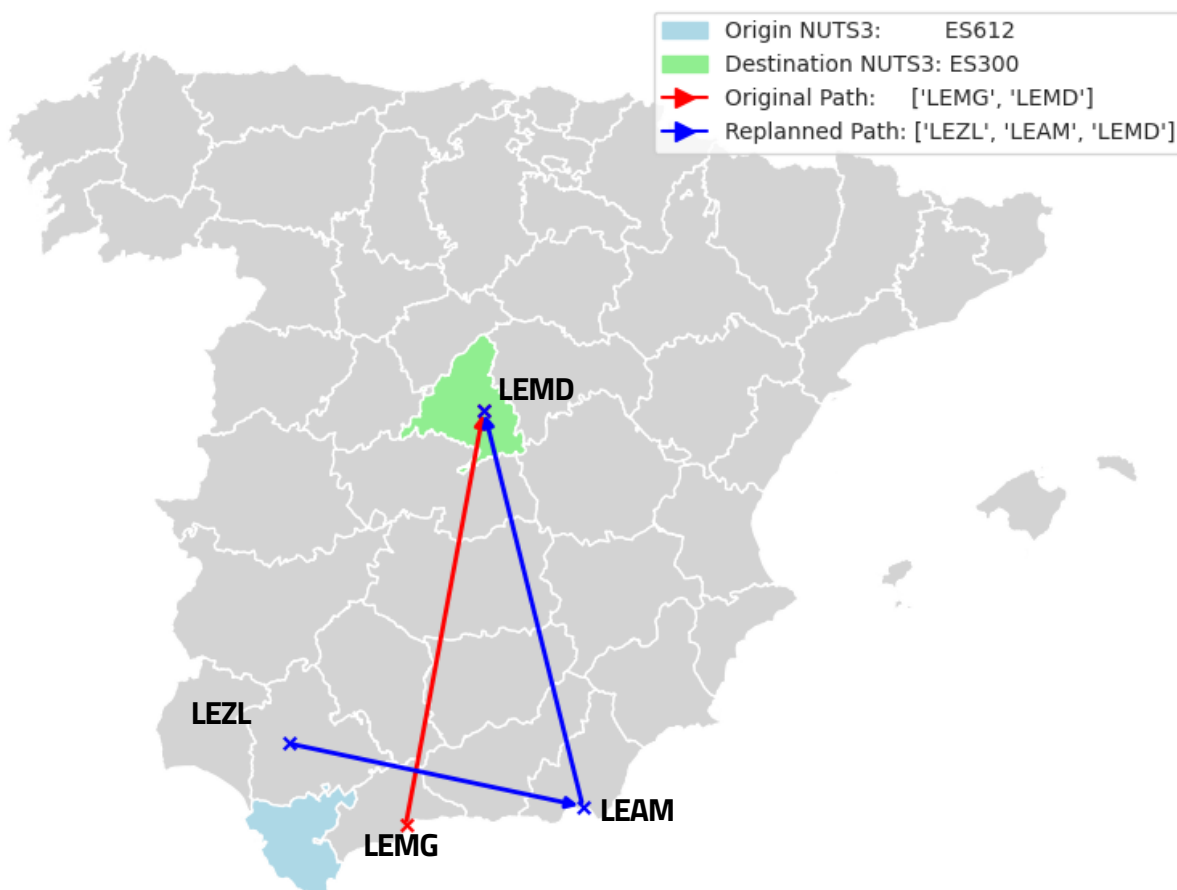 Origin NUTS3: ES612
Destination NUTS3: ES300
Original Path: ['LEMG', 'LEMD']
Replanned Path: ['LEZL', 'LEAM', 'LEMD']
LEMD
LEZL
LEAM
LEMG